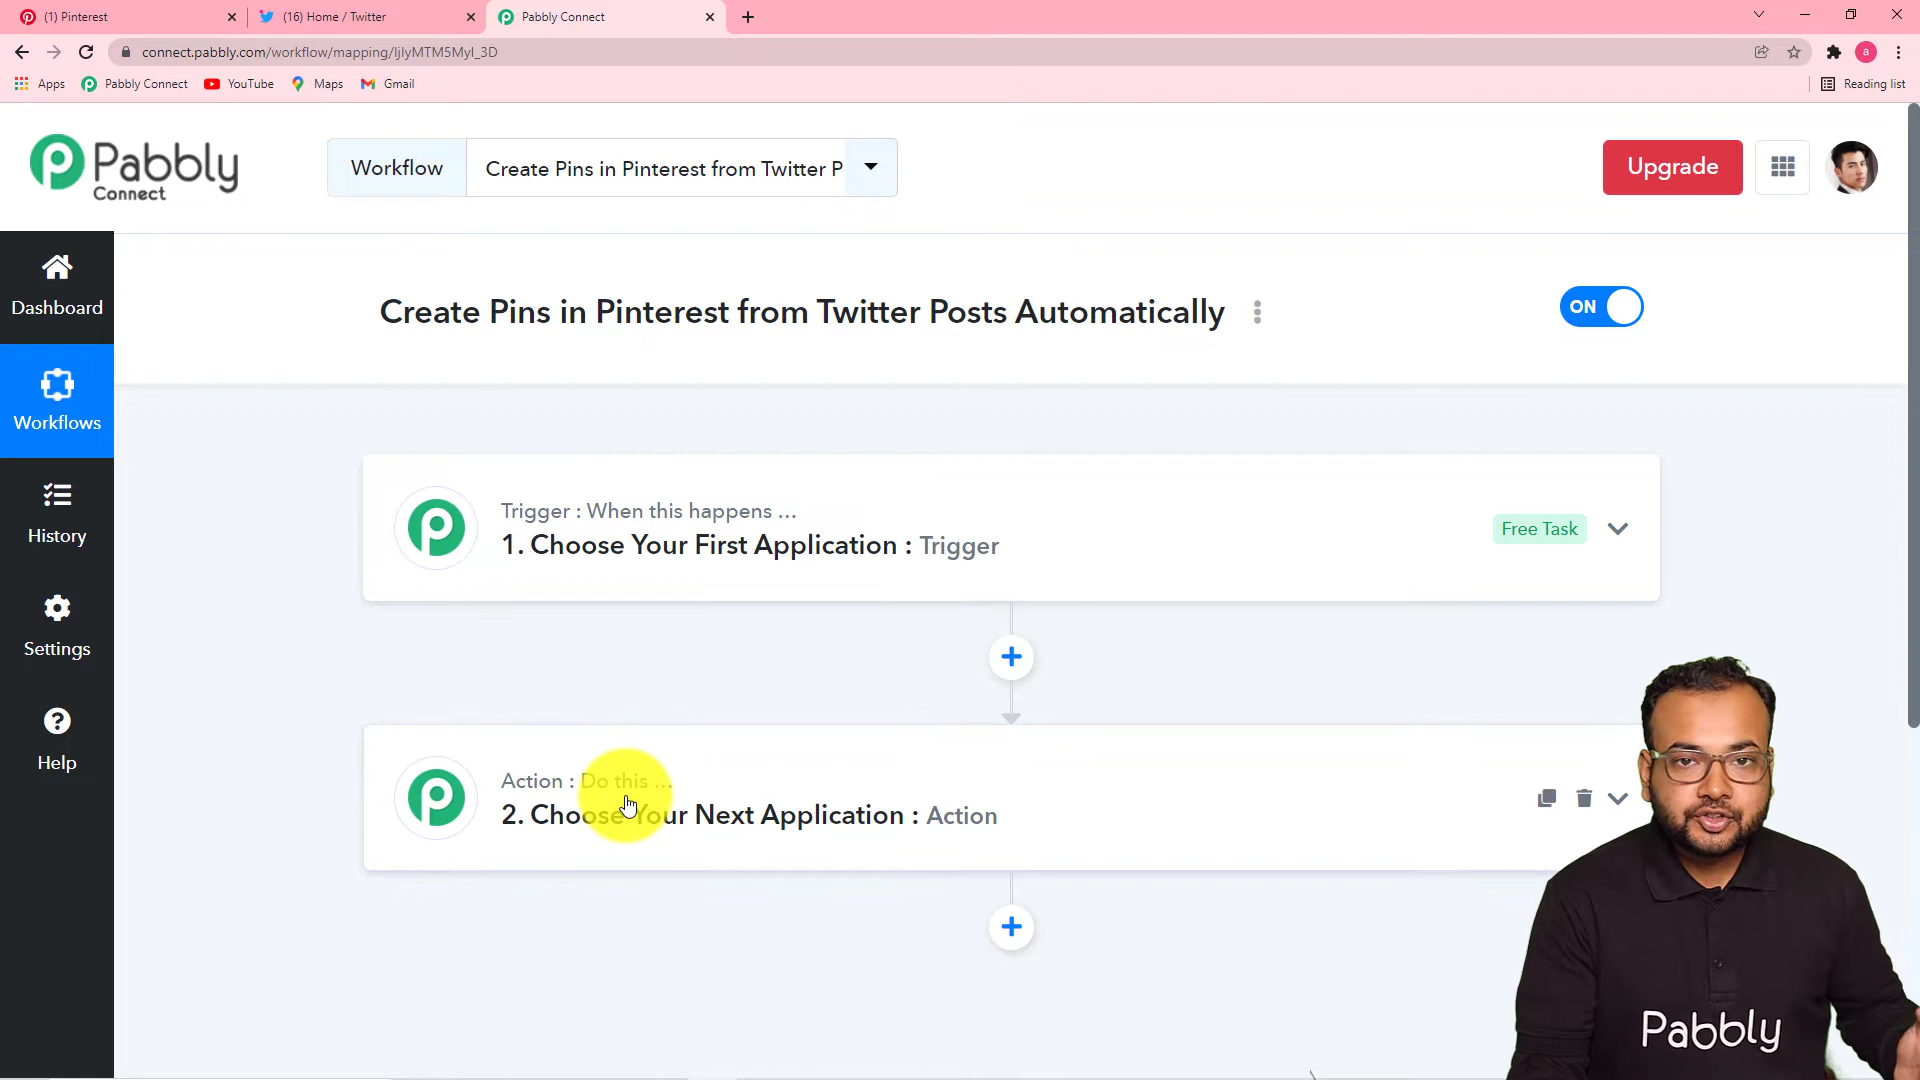 (1) Pinterest
(16) Home / Twitter
Pabbly Connect
connect.pabbly.com/workflow/mapping/IjIyMTM5MyI_3D
a
Apps
Pabbly Connect
YouTube
Maps
Gmail
Reading list
Pabbly
Connect
Workflow
Create Pins in Pinterest from Twitter P
Upgrade
Dashboard
Workflows
History
Settings
Help
Create Pins in Pinterest from Twitter Posts Automatically
ON
Trigger : When this happens ...
1. Choose Your First Application : Trigger
Free Task
Action : Do this ...
2. Choose Your Next Application : Action
Pabbly